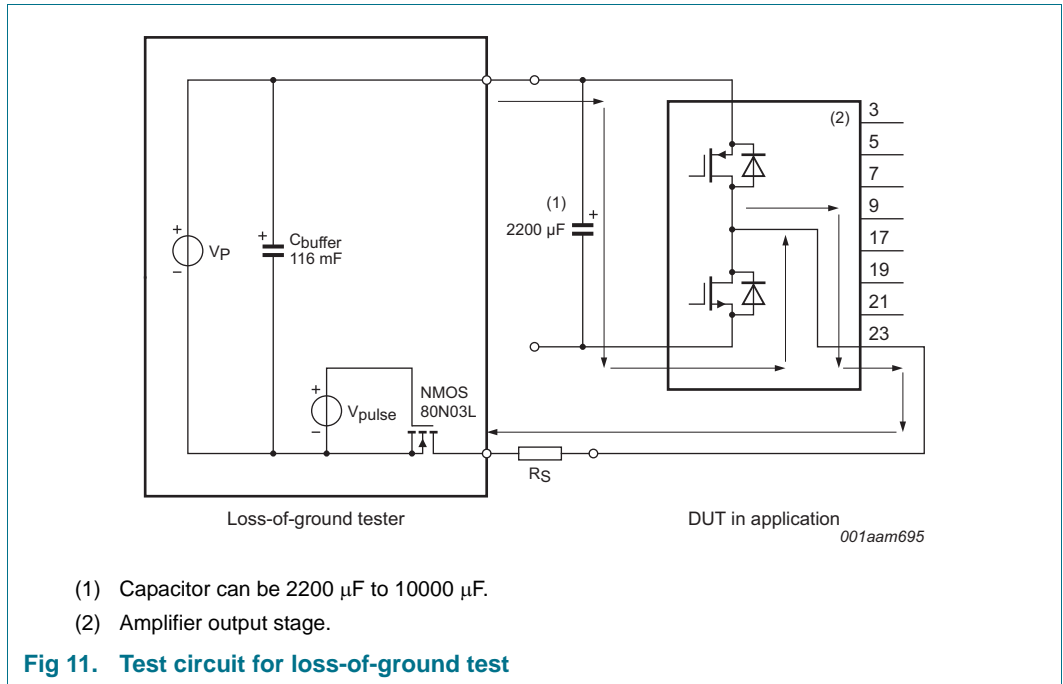 (2)
3
5
7
9
17
19
21
23
(1)
+
2200 μF
+
VP
−
+
Cbuffer
116 mF
+
Vpulse
−
NMOS
80N03L
RS
Loss-of-ground tester
DUT in application
001aam695
(1) Capacitor can be 2200 μF to 10000 μF.
(2) Amplifier output stage.
Fig 11. Test circuit for loss-of-ground test